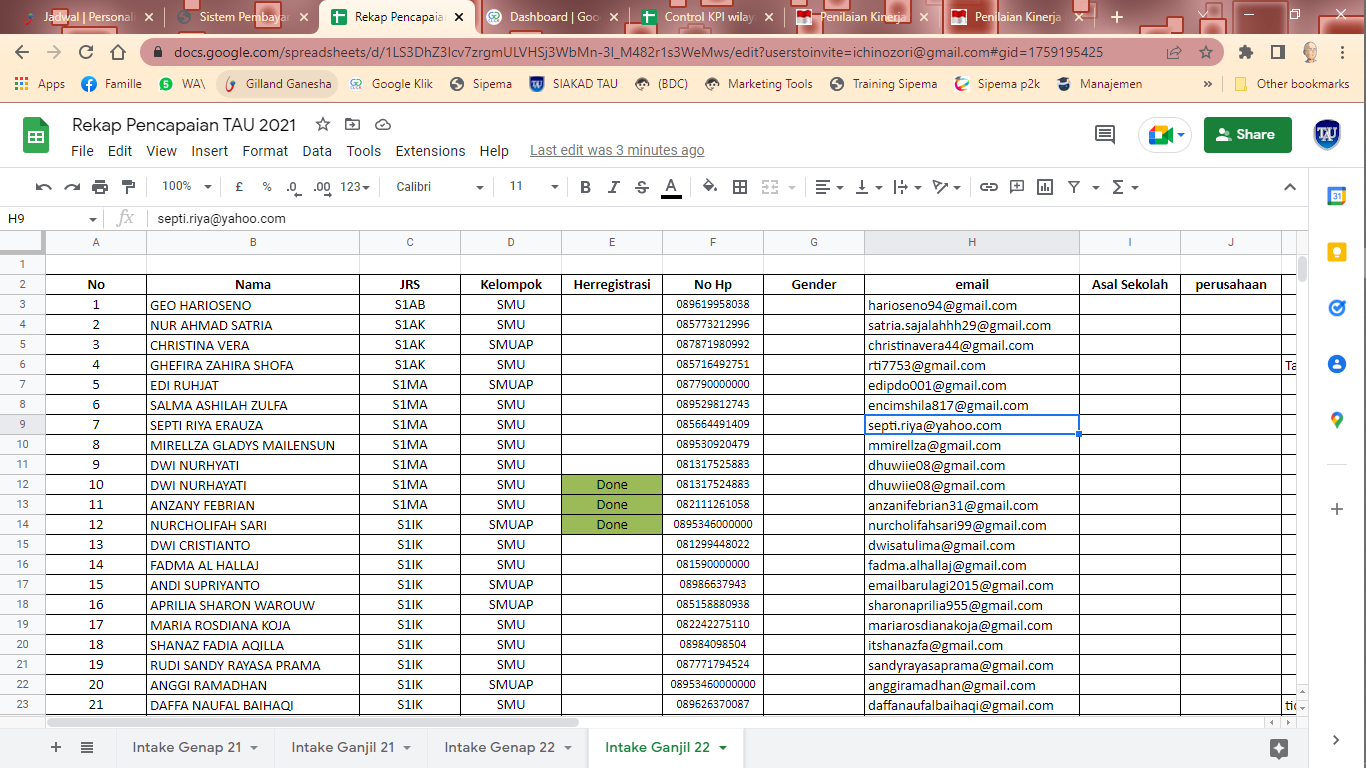 Jadwal | Personali
Sistem Pembayar
Rekap Pencapaian
Dashboard | Goo
Control KPI wilay
Penilaian Kinerja
Penilaian Kinerja
docs.google.com/spreadsheets/d/1LS3DhZ3Icv7zrgmULVHSj3WbMn-3I_M482r1s3WeMws/edit?userstoinvite=ichinozori@gmail.com#gid=1759195425
Apps Famille WA\ Gilland Ganesha Google Klik Sipema SIAKAD TAU (BDC) Marketing Tools Training Sipema Sipema p2k Manajemen » Other bookmarks
Rekap Pencapaian TAU 2021
Share
TAU
File Edit View Insert Format Data Tools Extensions Help Last edit was 3 minutes ago
100% £ % .0 .00 123 Calibri 11 B I S A Σ
31
H9 fx septi.riya@yahoo.com
A B C D E F G H I J
1
2 No Nama JRS Kelompok Herregistrasi No Hp Gender email Asal Sekolah perusahaan
3 1 GEO HARIOSENO S1AB SMU 089619958038 harioseno94@gmail.com
4 2 NUR AHMAD SATRIA S1AK SMU 085773212996 satria.sajalahhh29@gmail.com
5 3 CHRISTINA VERA S1AK SMUAP 087871980992 christinavera44@gmail.com
6 4 GHEFIRA ZAHIRA SHOFA S1AK SMU 085716492751 rti7753@gmail.com Ta
7 5 EDI RUHJAT S1MA SMUAP 087790000000 edipdo001@gmail.com
8 6 SALMA ASHILAH ZULFA S1MA SMU 089529812743 encimshila817@gmail.com
9 7 SEPTI RIYA ERAUZA S1MA SMU 085664491409 septi.riya@yahoo.com
10 8 MIRELLZA GLADYS MAILENSUN S1MA SMU 089530920479 mmirellza@gmail.com
11 9 DWI NURHYATI S1MA SMU 081317525883 dhuwiie08@gmail.com
12 10 DWI NURHAYATI S1MA SMU Done 081317524883 dhuwiie08@gmail.com
13 11 ANZANY FEBRIAN S1MA SMU Done 082111261058 anzanifebrian31@gmail.com
14 12 NURCHOLIFAH SARI S1IK SMUAP Done 0895346000000 nurcholifahsari99@gmail.com
15 13 DWI CRISTIANTO S1IK SMU 081299448022 dwisatulima@gmail.com
16 14 FADMA AL HALLAJ S1IK SMU 081590000000 fadma.alhallaj@gmail.com
17 15 ANDI SUPRIYANTO S1IK SMUAP 08986637943 emailbarulagi2015@gmail.com
18 16 APRILIA SHARON WAROUW S1IK SMUAP 085158880938 sharonaprilia955@gmail.com
19 17 MARIA ROSDIANA KOJA S1IK SMU 082242275110 mariarosdianakoja@gmail.com
20 18 SHANAZ FADIA AQILLA S1IK SMU 08984098504 itshanazfa@gmail.com
21 19 RUDI SANDY RAYASA PRAMA S1IK SMU 087771794524 sandyrayasaprama@gmail.com
22 20 ANGGI RAMADHAN S1IK SMUAP 08953460000000 anggiramadhan@gmail.com
23 21 DAFFA NAUFAL BAIHAQI S1IK SMU 089626370087 daffanaufalbaihaqi@gmail.com
Intake Genap 21 Intake Ganjil 21 Intake Genap 22 Intake Ganjil 22